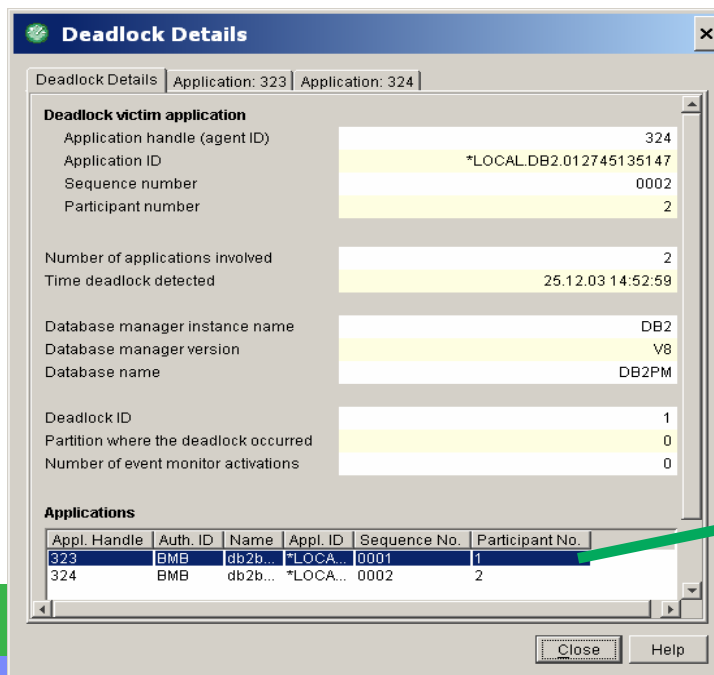 Deadlock Details
Deadlock Details Application: 323 Application: 324
Deadlock victim application
Application handle (agent ID) 324
Application ID *LOCAL.DB2.012745135147
Sequence number 0002
Participant number 2
Number of applications involved 2
Time deadlock detected 25.12.03 14:52:59
Database manager instance name DB2
Database manager version V8
Database name DB2PM
Deadlock ID 1
Partition where the deadlock occurred 0
Number of event monitor activations 0
Applications
Appl. Handle Auth. ID Name Appl. ID Sequence No. Participant No.
323 BMB db2b... *LOCA... 0001 1
324 BMB db2b... *LOCA... 0002 2
Close Help